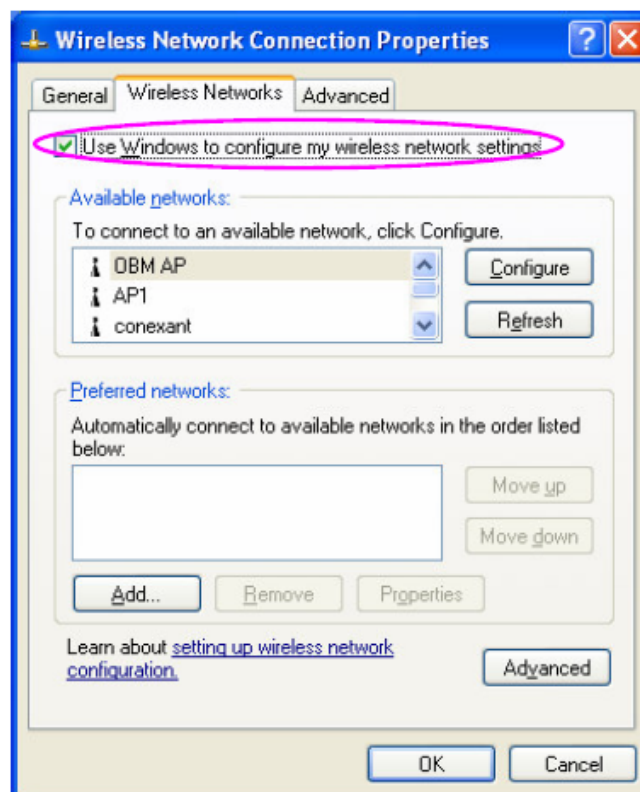 Wireless Network Connection Properties
General Wireless Networks Advanced
Use Windows to configure my wireless network settings
Available networks:
To connect to an available network, click Configure.
OBM AP
AP1
conexant
Configure
Refresh
Preferred networks:
Automatically connect to available networks in the order listed
below:
Move up
Move down
Add... Remove Properties
Learn about setting up wireless network
configuration.
Advanced
OK Cancel